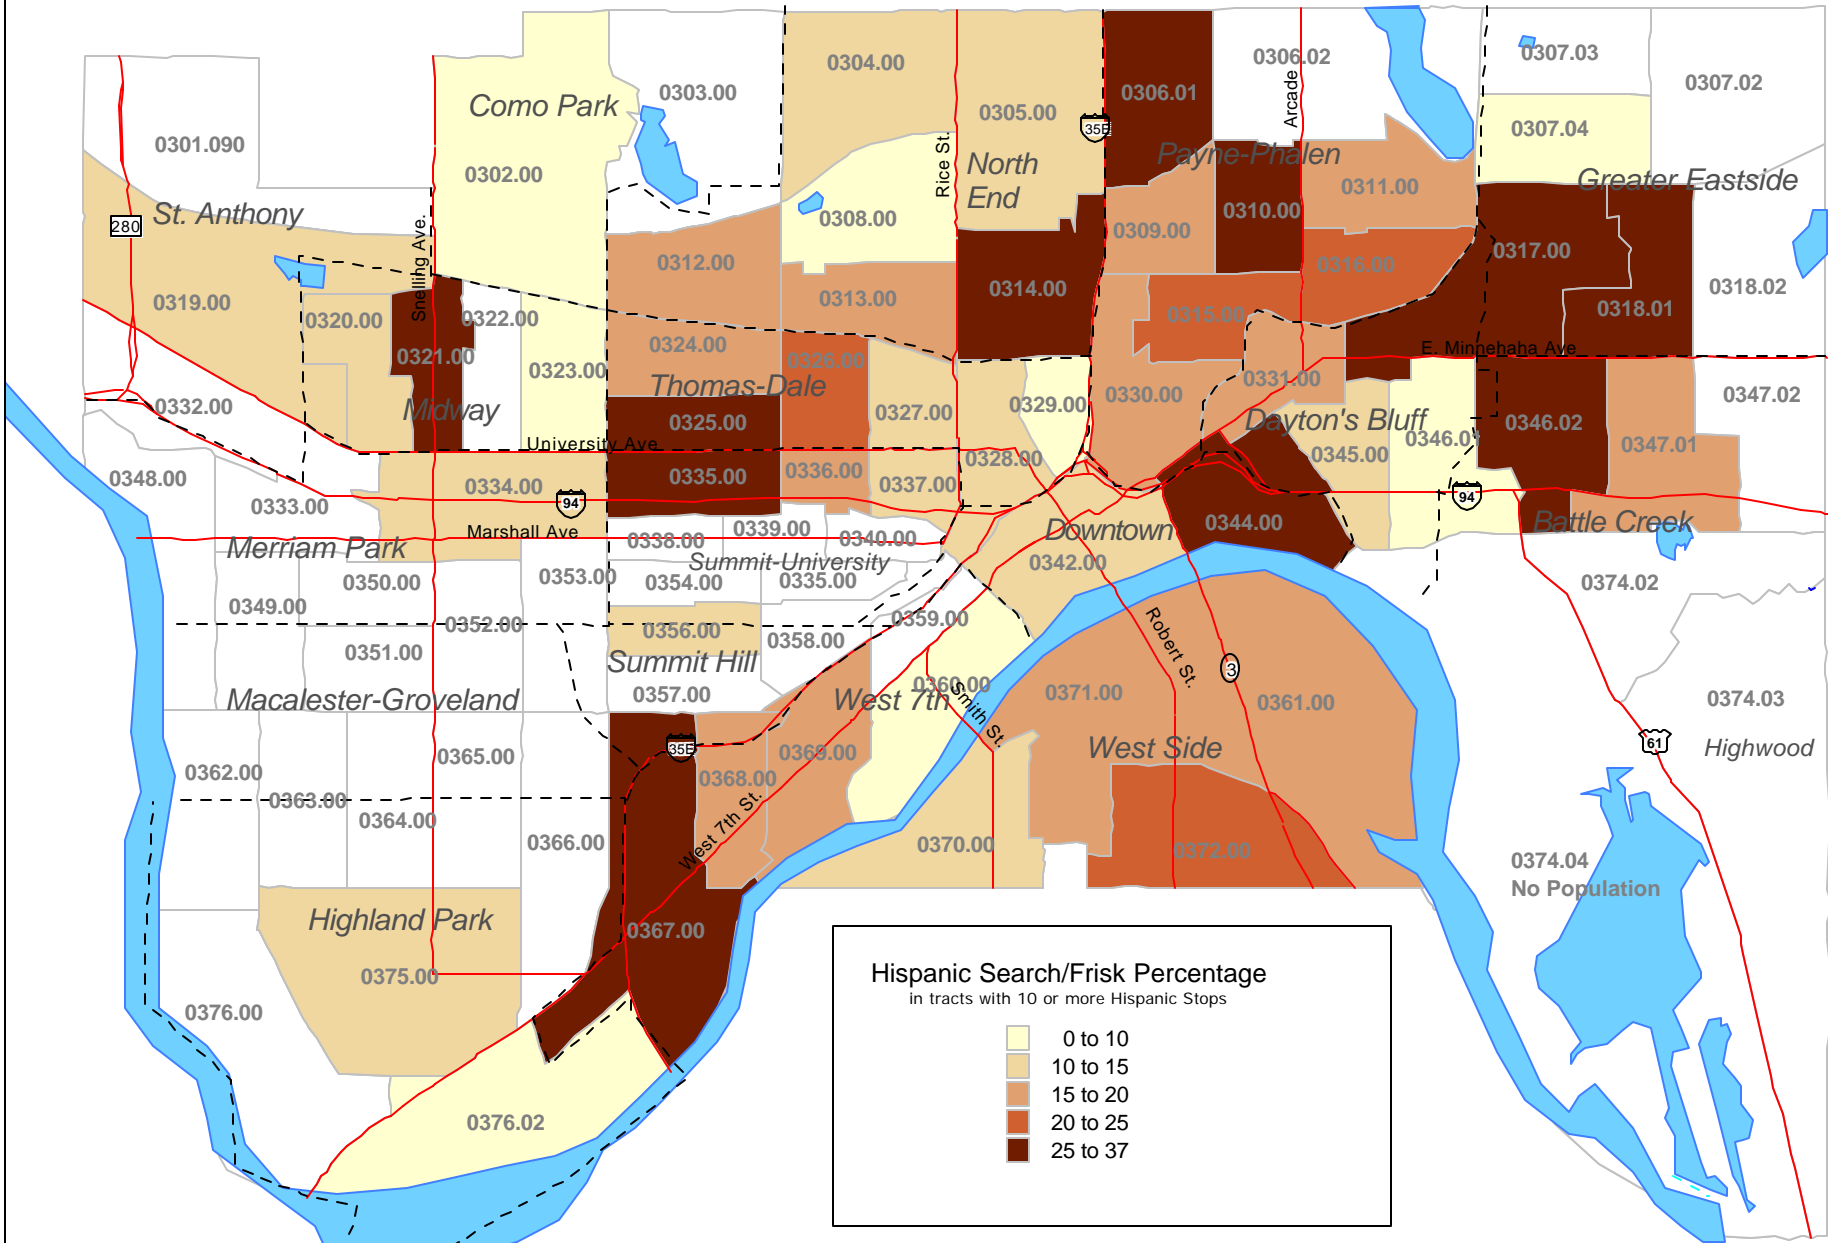 0304.00
0306.02
0307.03
0303.00
0306.01
0307.02
Como Park
0305.00
Arcade
35E
0307.04
0301.090
Rice St.
North
End
Payne-Phalen
0302.00
0311.00
Greater Eastside
St. Anthony
280
0308.00
0310.00
0309.00
0317.00
Snelling Ave.
0312.00
0316.00
0319.00
0313.00
0314.00
0318.02
0320.00
0322.00
0315.00
0318.01
0321.00
0324.00
0326.00
E. Minnehaha Ave
0323.00
Thomas-Dale
0331.00
0330.00
0347.02
0332.00
Midway
0327.00
0329.00
0325.00
Dayton's Bluff
0346.01
0346.02
University Ave
0347.01
0328.00
0345.00
0348.00
0335.00
0336.00
0334.00
0337.00
94
94
0333.00
Marshall Ave
0339.00
0338.00
0340.00
Downtown
0344.00
Battle Creek
Merriam Park
Summit-University
0342.00
0350.00
0353.00
0354.00
0335.00
0374.02
0349.00
0359.00
0352.00
0356.00
0358.00
0351.00
Robert St.
Summit Hill
3
0357.00
Macalester-Groveland
West 7th
0360.00
Smith St.
0371.00
0361.00
0374.03
35E
West Side
61
Highwood
0365.00
0369.00
0362.00
0368.00
0363.00
0364.00
West 7th St.
0366.00
0370.00
0372.00
0374.04
No Population
Highland Park
0367.00
0375.00
0376.00
0376.02
Hispanic Search/Frisk Percentage
in tracts with 10 or more Hispanic Stops
0 to 10
10 to 15
15 to 20
20 to 25
25 to 37